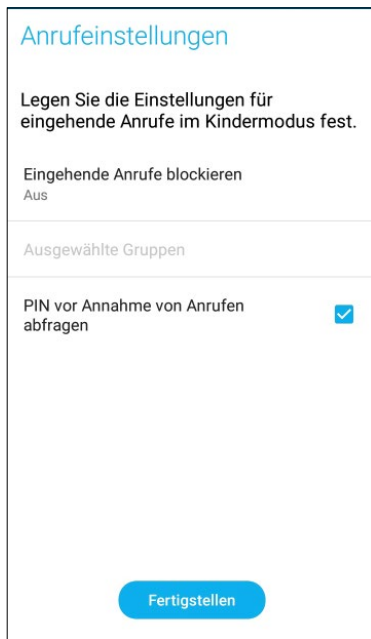 Anrufeinstellungen
Legen Sie die Einstellungen für
eingehende Anrufe im Kindermodus fest.
Eingehende Anrufe blockieren
Aus
Ausgewählte Gruppen
PIN vor Annahme von Anrufen
abfragen
Fertigstellen